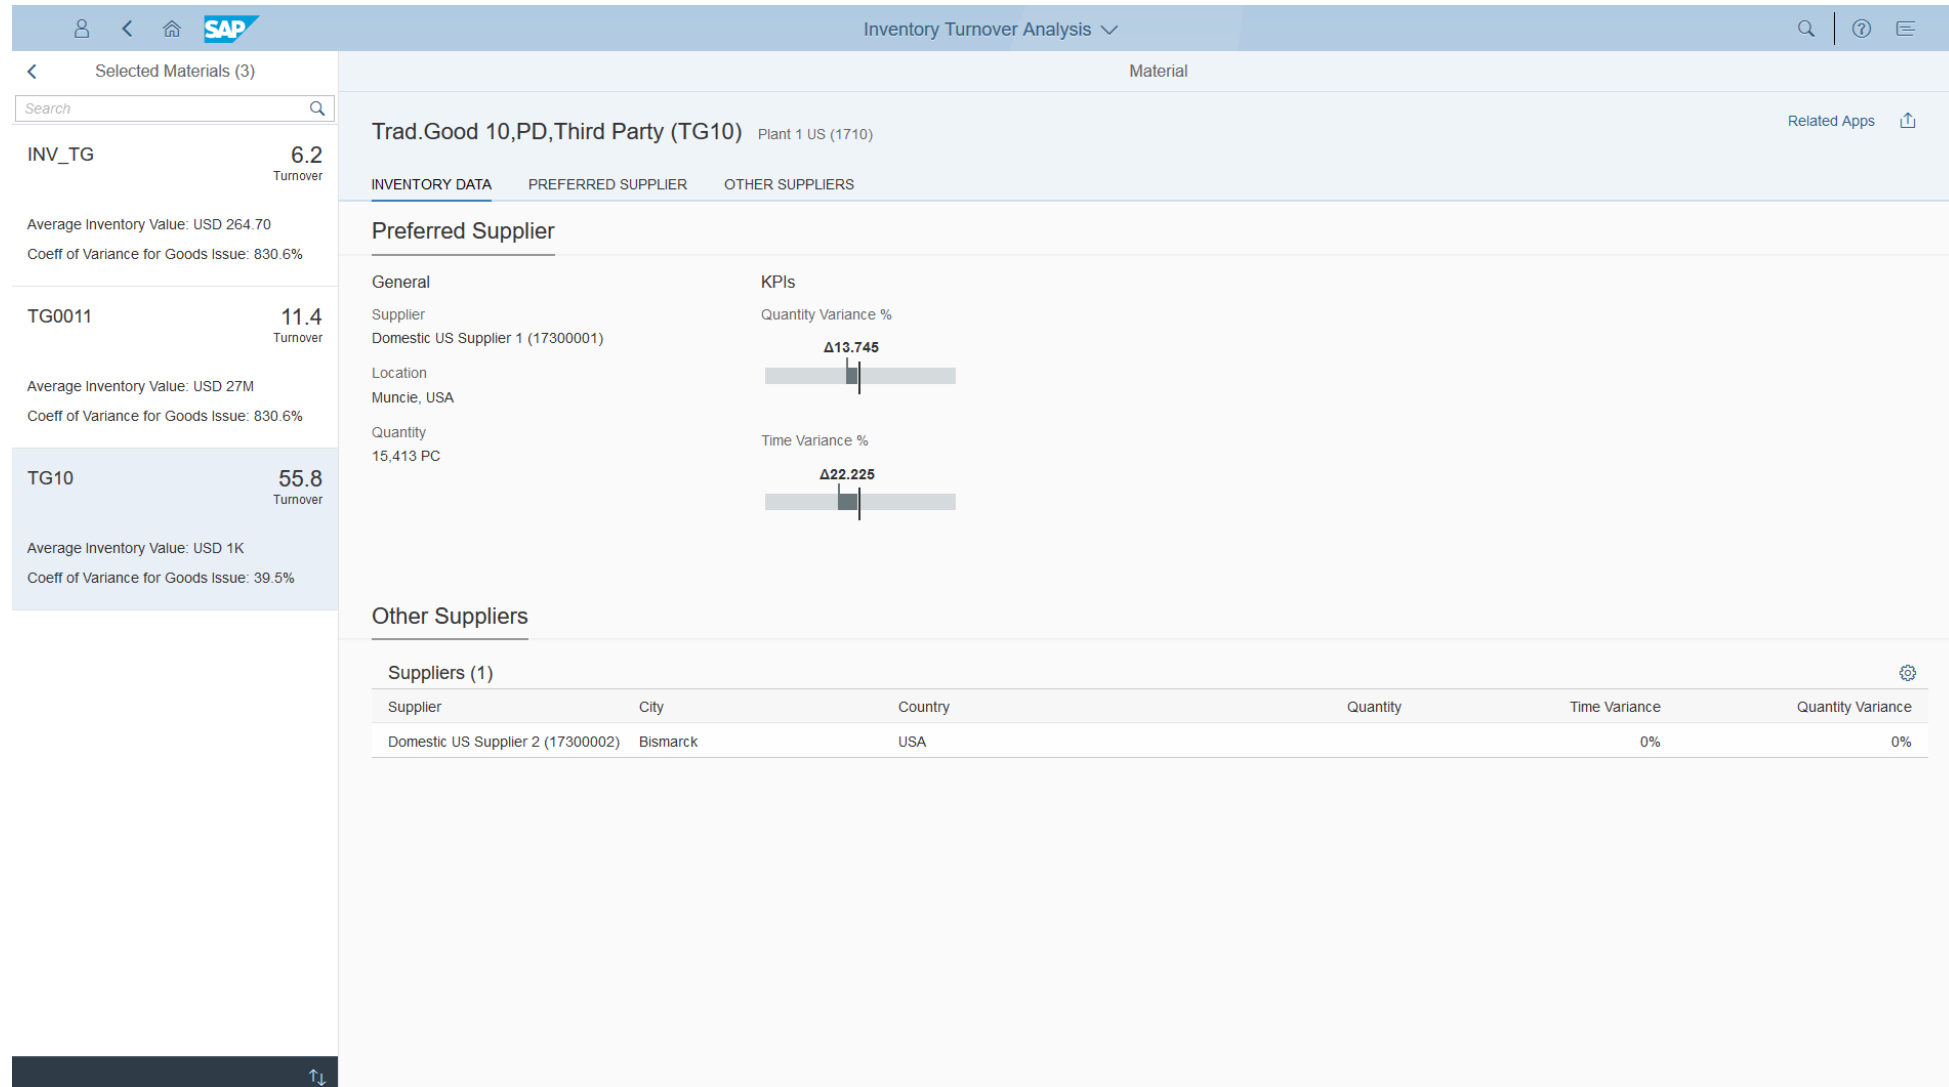 SAP
Inventory Turnover Analysis
Selected Materials (3)
Search
INV_TG
6.2
Turnover
Average Inventory Value: USD 264.70
Coeff of Variance for Goods Issue: 830.6%
TG0011
11.4
Turnover
Average Inventory Value: USD 27M
Coeff of Variance for Goods Issue: 830.6%
TG10
55.8
Turnover
Average Inventory Value: USD 1K
Coeff of Variance for Goods Issue: 39.5%
Material
Trad.Good 10,PD,Third Party (TG10) Plant 1 US (1710)
Related Apps
INVENTORY DATA PREFERRED SUPPLIER OTHER SUPPLIERS
Preferred Supplier
General
Supplier
Domestic US Supplier 1 (17300001)
Location
Muncie, USA
Quantity
15,413 PC
KPIs
Quantity Variance %
Δ13.745
Time Variance %
Δ22.225
Other Suppliers
Suppliers (1)
Supplier City Country Quantity Time Variance Quantity Variance
Domestic US Supplier 2 (17300002) Bismarck USA 0% 0%